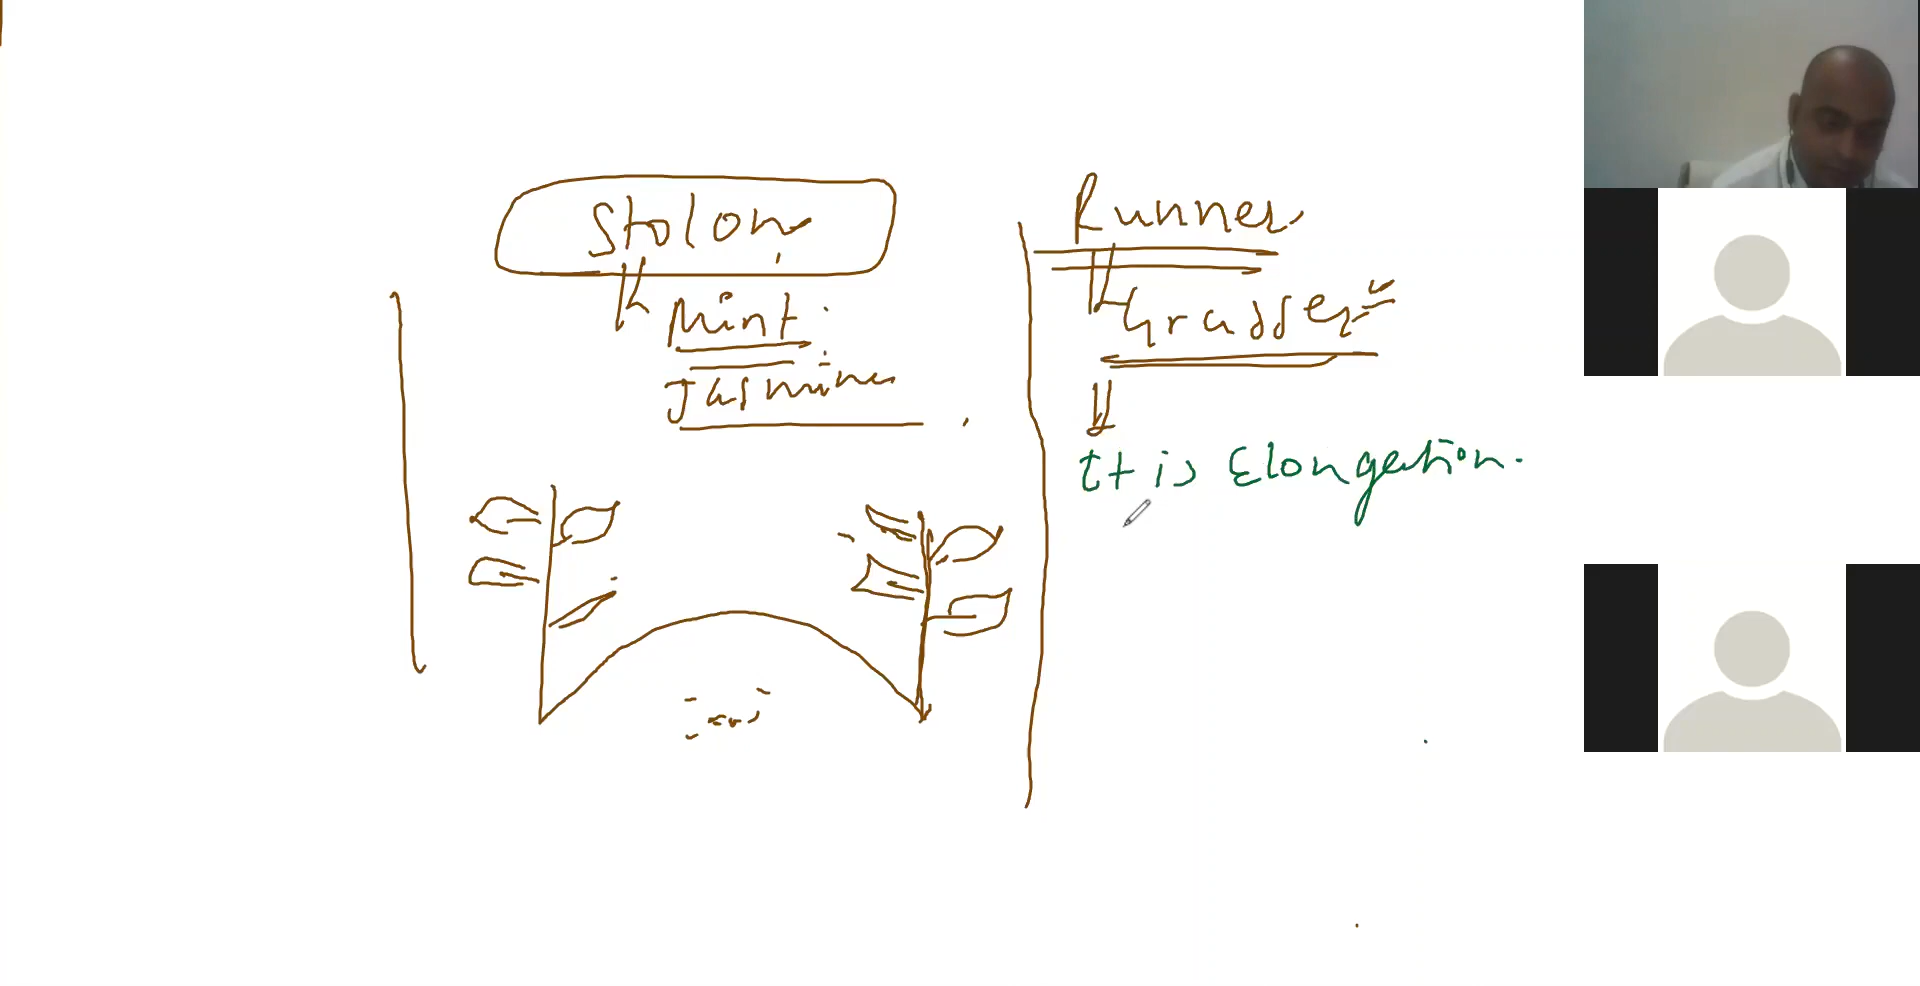 Stolon
Mint
Jasmine
Runner
Grasses
It is Elongation.